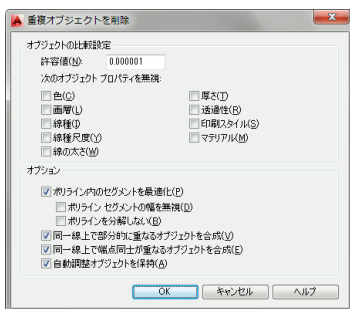 重複オブジェクトを削除
オブジェクトの比較設定
許容値(N): 0.000001
次のオブジェクト プロパティを無視:
色(C) 厚さ(T)
画層(L) 透過性(R)
線種(I) 印刷スタイル(S)
線種尺度(Y) マテリアル(M)
線の太さ(W)
オプション
ポリライン内のセグメントを最適化(P)
ポリライン セグメントの幅を無視(D)
ポリラインを分解しない(B)
同一線上で部分的に重なるオブジェクトを合成(V)
同一線上で端点同士が重なるオブジェクトを合成(E)
自動調整オブジェクトを保持(A)
OK キャンセル ヘルプ